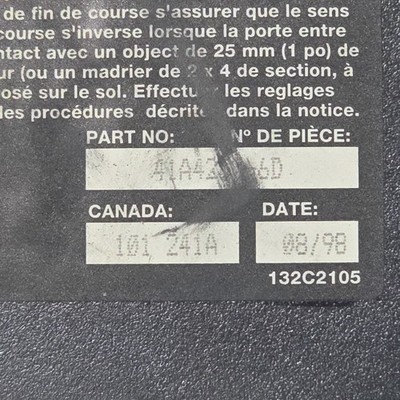 de fin de course s'assurer que le sens
course s'inverse lorsque la porte entre
ntact avec un object de 25 mm (1 po) de
ur (ou un madrier de 2 x 4 de section, à
osé sur le sol. Effectu les reglages
les procédures décrite dans la notice.
PART NO: Nº DE PIÈCE:
CANADA: DATE:
101 241A 08/98
132C2105